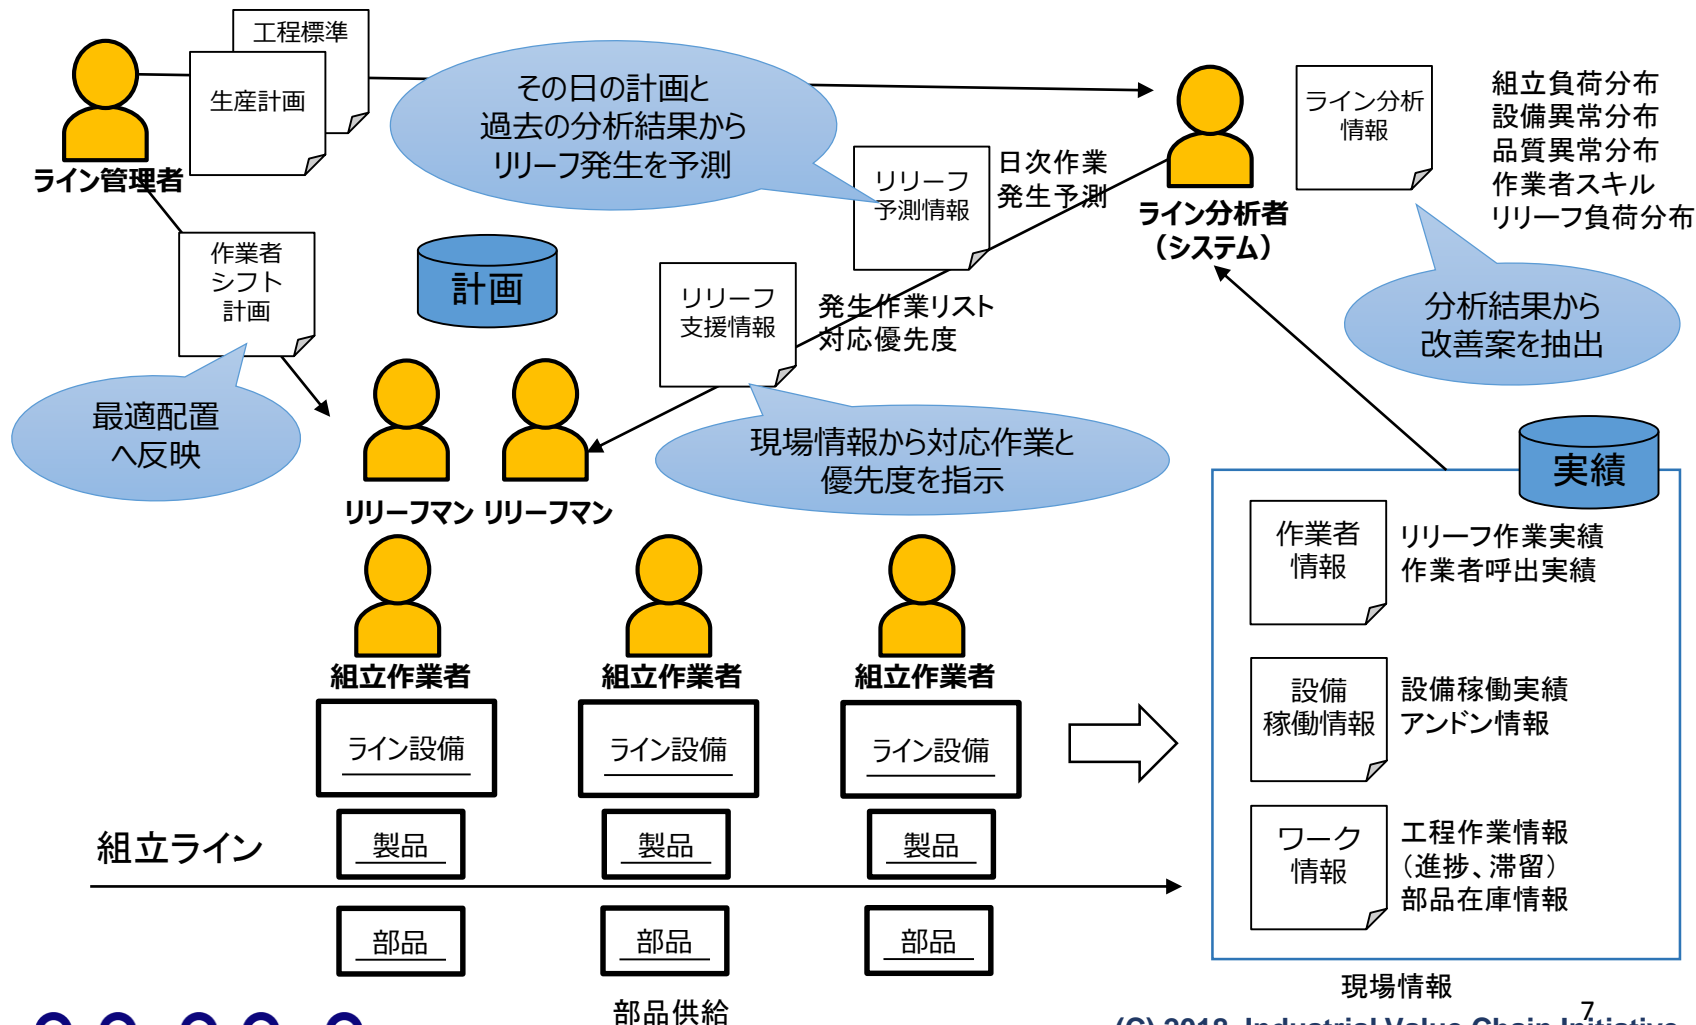 工程標準
生産計画
ライン管理者
その日の計画と
過去の分析結果から
リリーフ発生を予測
リリーフ
予測情報
日次作業
発生予測
ライン分析者
（システム）
ライン分析
情報
組立負荷分布
設備異常分布
品質異常分布
作業者スキル
リリーフ負荷分布
作業者
シフト
計画
計画
リリーフ
支援情報
発生作業リスト
対応優先度
分析結果から
改善案を抽出
最適配置
へ反映
現場情報から対応作業と
優先度を指示
リリーフマン
リリーフマン
実績
作業者
情報
リリーフ作業実績
作業者呼出実績
組立作業者
組立作業者
組立作業者
設備
稼働情報
設備稼働実績
アンドン情報
ライン設備
ライン設備
ライン設備
組立ライン
製品
製品
製品
ワーク
情報
工程作業情報
（進捗、滞留）
部品在庫情報
部品
部品
部品
現場情報
部品供給
7
(C) 2018 Industrial Value Chain Initiative